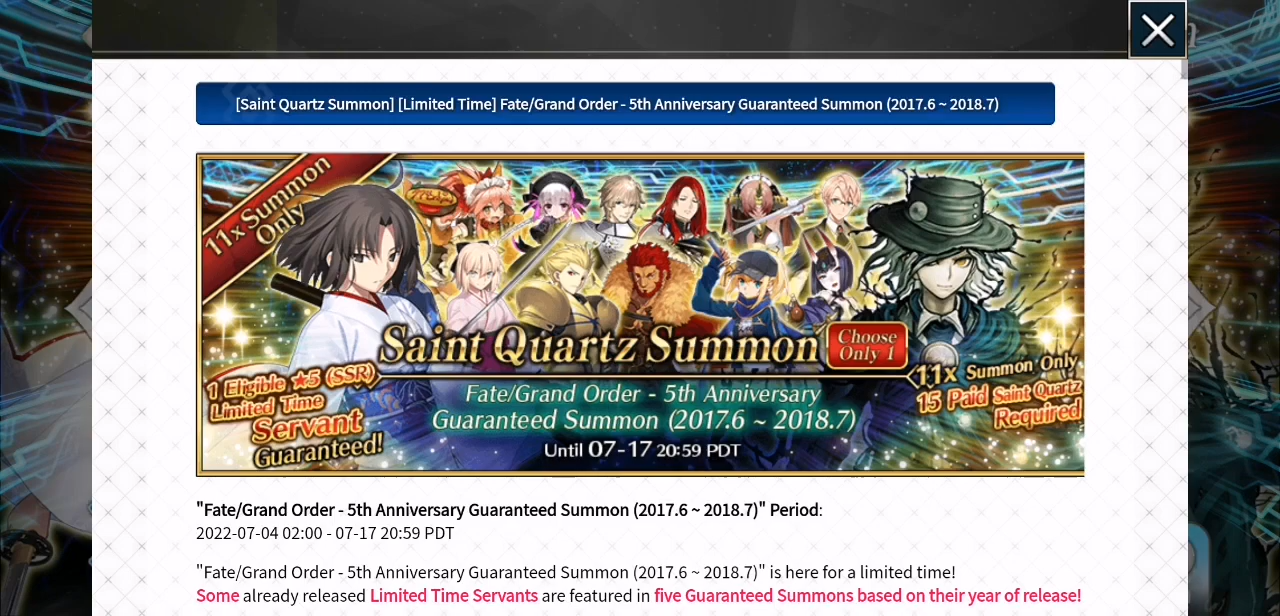 [Saint Quartz Summon] [Limited Time] Fate/Grand Order - 5th Anniversary Guaranteed Summon (2017.6 ~ 2018.7)
11x Summon
Only
Saint Quartz Summon
Choose
Only 1
1 Eligible ★5 (SSR)
Limited Time
Servant
Guaranteed!
Fate/Grand Order - 5th Anniversary
Guaranteed Summon (2017.6 ~ 2018.7)
Until 07-17 20:59 PDT
11x Summon Only
15 Paid Saint Quartz
Required
"Fate/Grand Order - 5th Anniversary Guaranteed Summon (2017.6 ~ 2018.7)" Period:
2022-07-04 02:00 - 07-17 20:59 PDT
"Fate/Grand Order - 5th Anniversary Guaranteed Summon (2017.6 ~ 2018.7)" is here for a limited time!
Some already released Limited Time Servants are featured in five Guaranteed Summons based on their year of release!